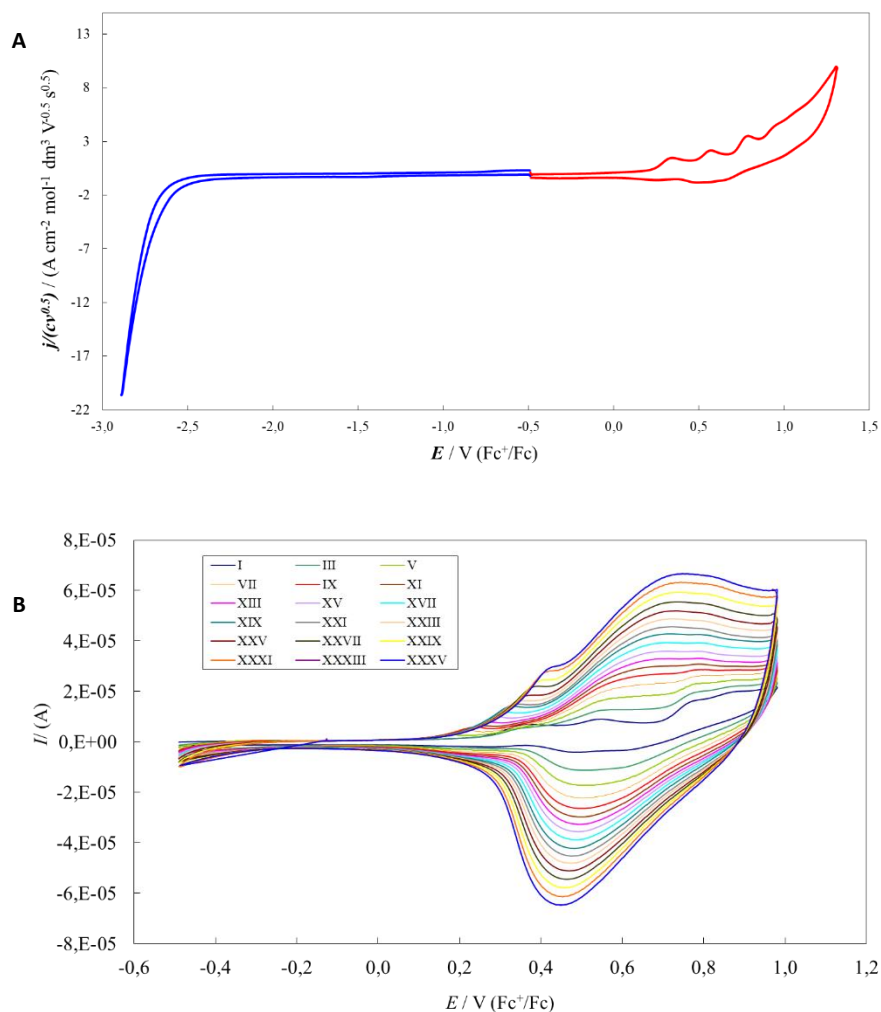 A
j/(cv^0.5) / (A cm^-2 mol^-1 dm^3 V^-0.5 s^0.5)
13
8
3
-2
-7
-12
-17
-22
-3,0 -2,5 -2,0 -1,5 -1,0 -0,5 0,0 0,5 1,0 1,5
E / V (Fc+/Fc)
B
I/ (A)
8,E-05
6,E-05
4,E-05
2,E-05
0,E+00
-2,E-05
-4,E-05
-6,E-05
-8,E-05
I III V
VII IX XI
XIII XV XVII
XIX XXI XXIII
XXV XXVII XXIX
XXXI XXXIII XXXV
-0,6 -0,4 -0,2 0,0 0,2 0,4 0,6 0,8 1,0 1,2
E / V (Fc+/Fc)